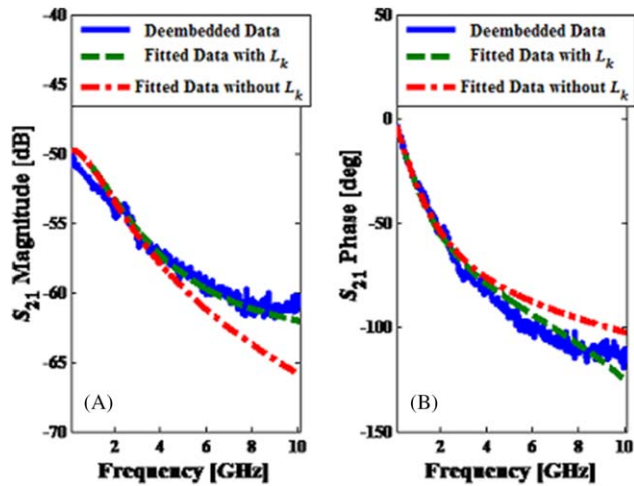 -40
Deembedded Data
Fitted Data with Lk
Fitted Data without Lk
-45
-50
-55
-60
-65
-70
S21 Magnitude [dB]
(A)
2 4 6 8 10
Frequency [GHz]
50
Deembedded Data
Fitted Data with Lk
Fitted Data without Lk
0
-50
-100
-150
S21 Phase [deg]
(B)
0 2 4 6 8 10
Frequency [GHz]